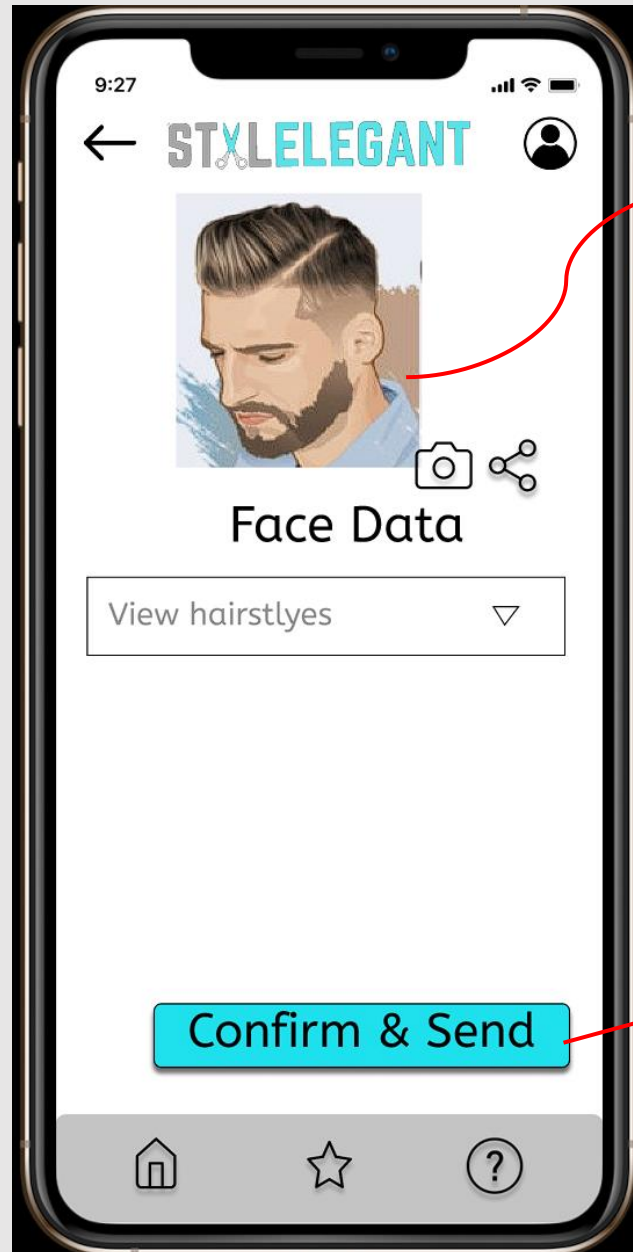 9:27
STYLELEGANT
Face Data
View hairstlyes
Confirm & Send
?